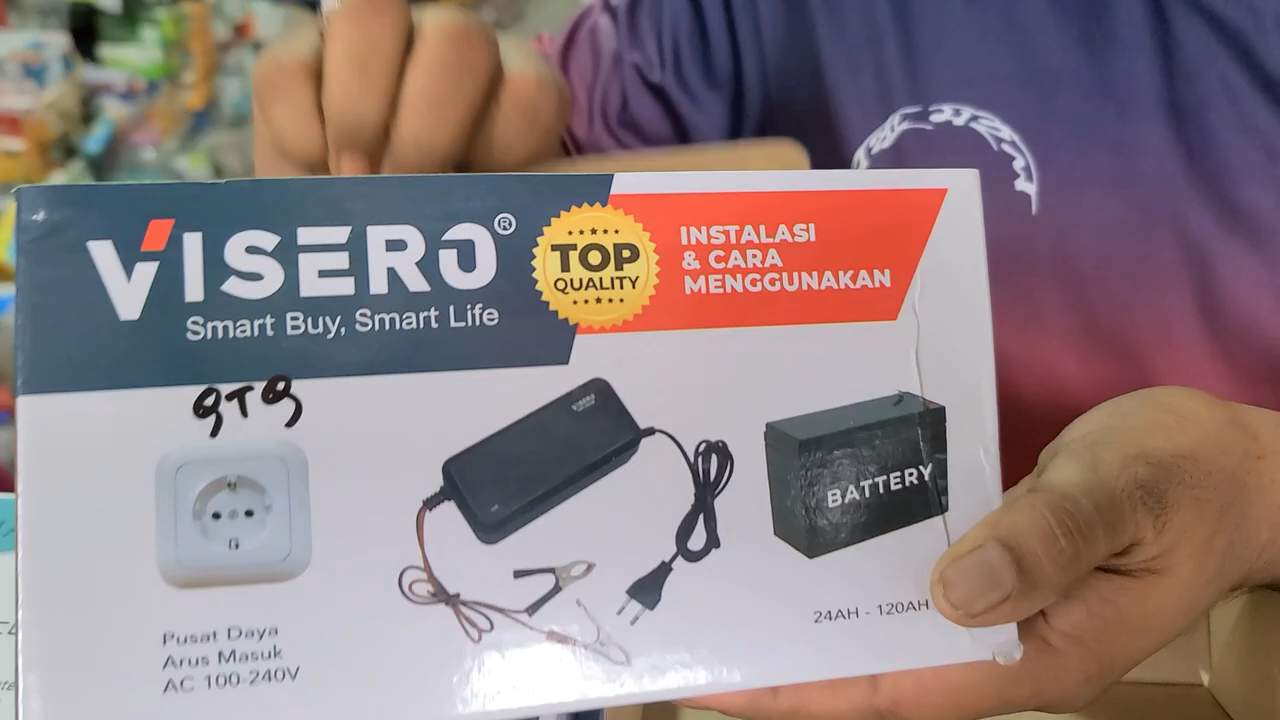 VISERO®
Smart Buy, Smart Life
TOP
QUALITY
INSTALASI
& CARA
MENGGUNAKAN
VISERO
BATTERY
Pusat Daya
Arus Masuk
AC 100-240V
24AH - 120AH